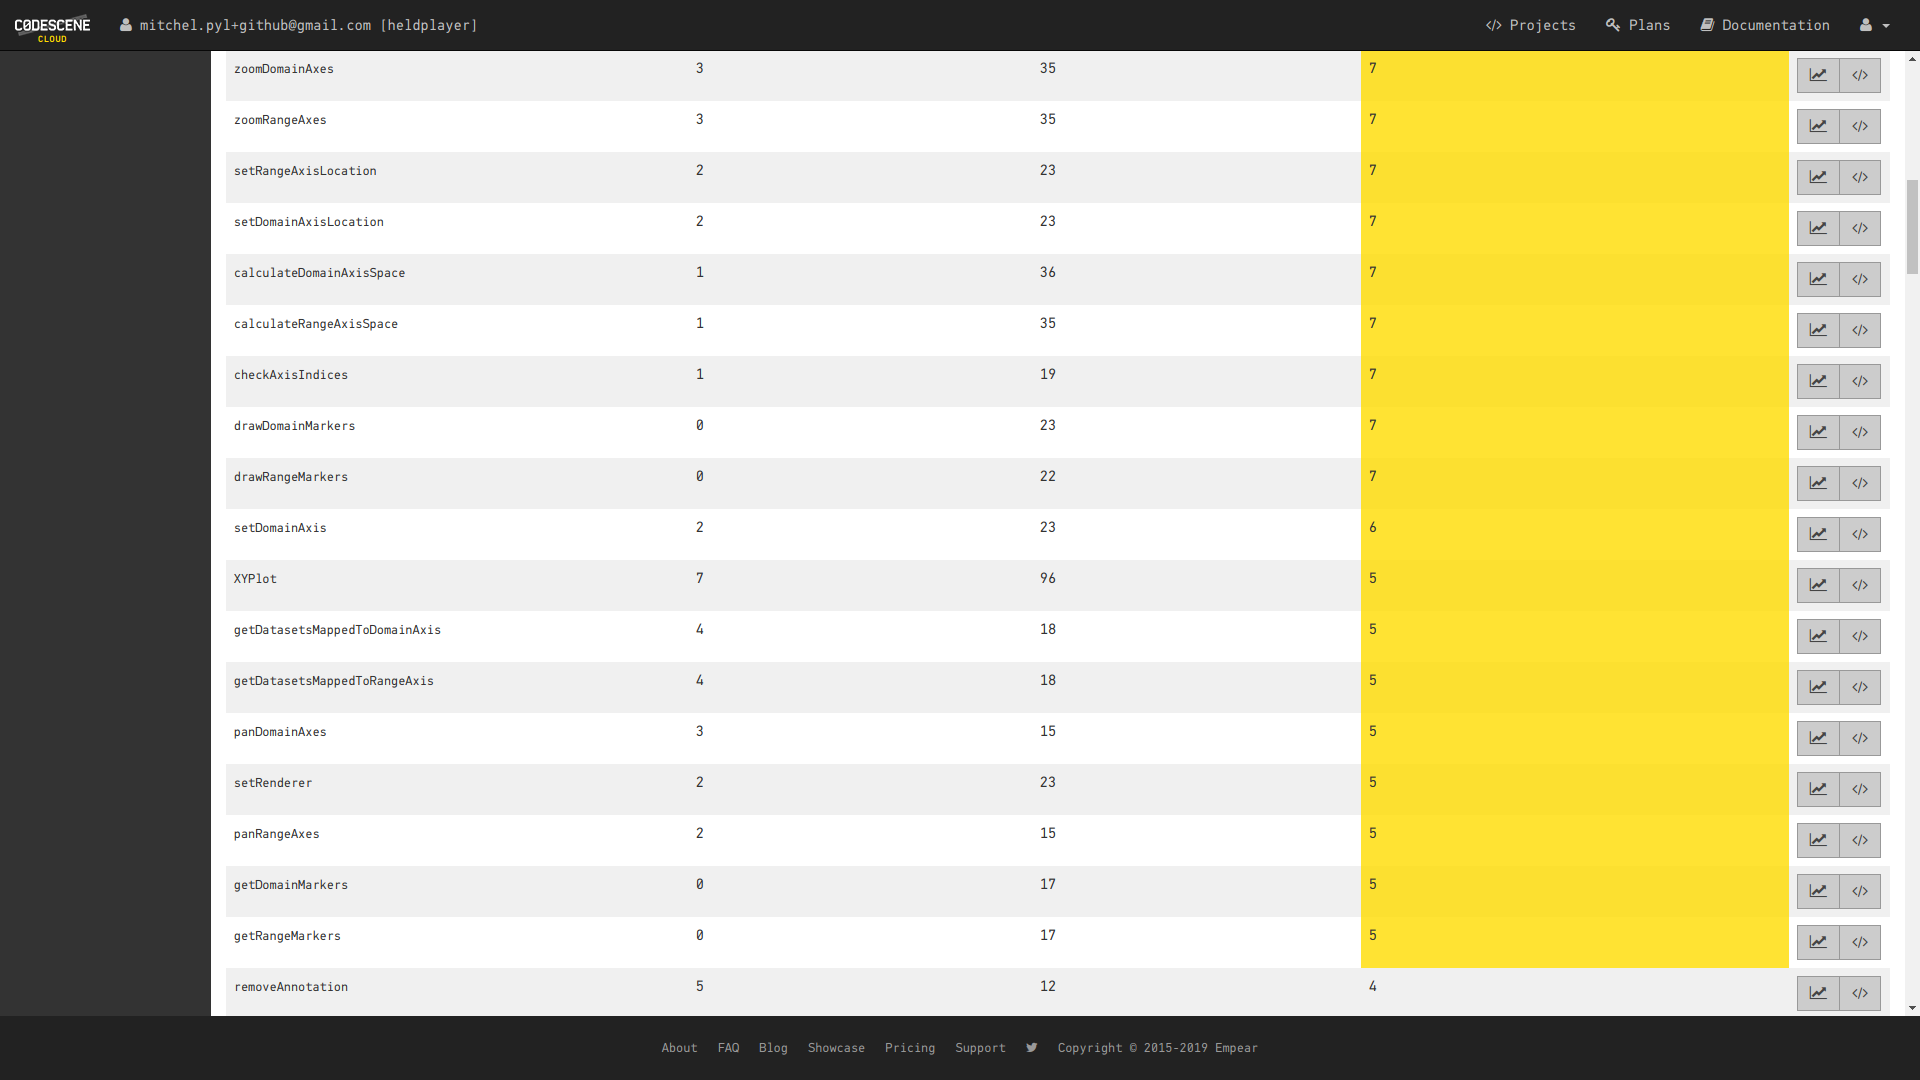 CODESCENE CLOUD mitchel.pyl+github@gmail.com [heldplayer] </> Projects Plans Documentation
zoomDomainAxes 3 35 7 </>
zoomRangeAxes 3 35 7 </>
setRangeAxisLocation 2 23 7 </>
setDomainAxisLocation 2 23 7 </>
calculateDomainAxisSpace 1 36 7 </>
calculateRangeAxisSpace 1 35 7 </>
checkAxisIndices 1 19 7 </>
drawDomainMarkers 0 23 7 </>
drawRangeMarkers 0 22 7 </>
setDomainAxis 2 23 6 </>
XYPlot 7 96 5 </>
getDatasetsMappedToDomainAxis 4 18 5 </>
getDatasetsMappedToRangeAxis 4 18 5 </>
panDomainAxes 3 15 5 </>
setRenderer 2 23 5 </>
panRangeAxes 2 15 5 </>
getDomainMarkers 0 17 5 </>
getRangeMarkers 0 17 5 </>
removeAnnotation 5 12 4 </>
About FAQ Blog Showcase Pricing Support Copyright © 2015-2019 Empear